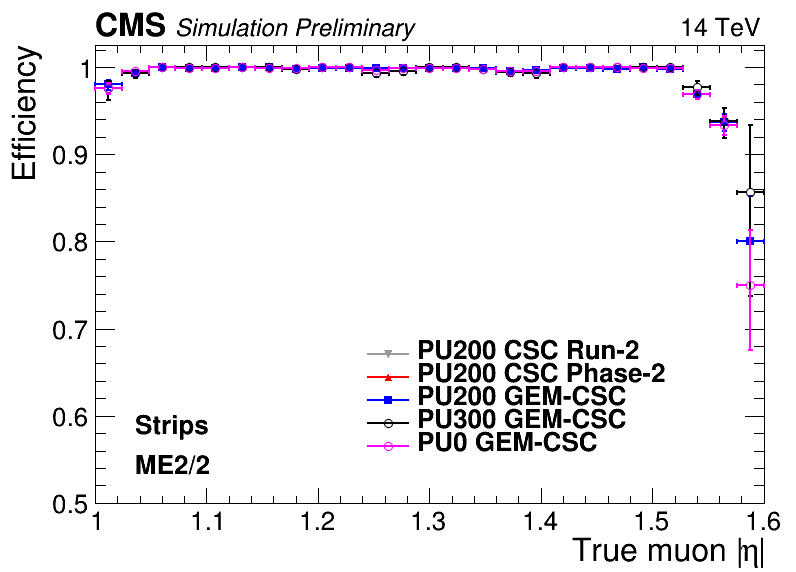 CMS Simulation Preliminary 14 TeV
Efficiency
1
0.9
0.8
0.7
0.6
0.5
PU200 CSC Run-2
PU200 CSC Phase-2
PU200 GEM-CSC
PU300 GEM-CSC
PU0 GEM-CSC
Strips
ME2/2
1 1.1 1.2 1.3 1.4 1.5 1.6
True muon |η|